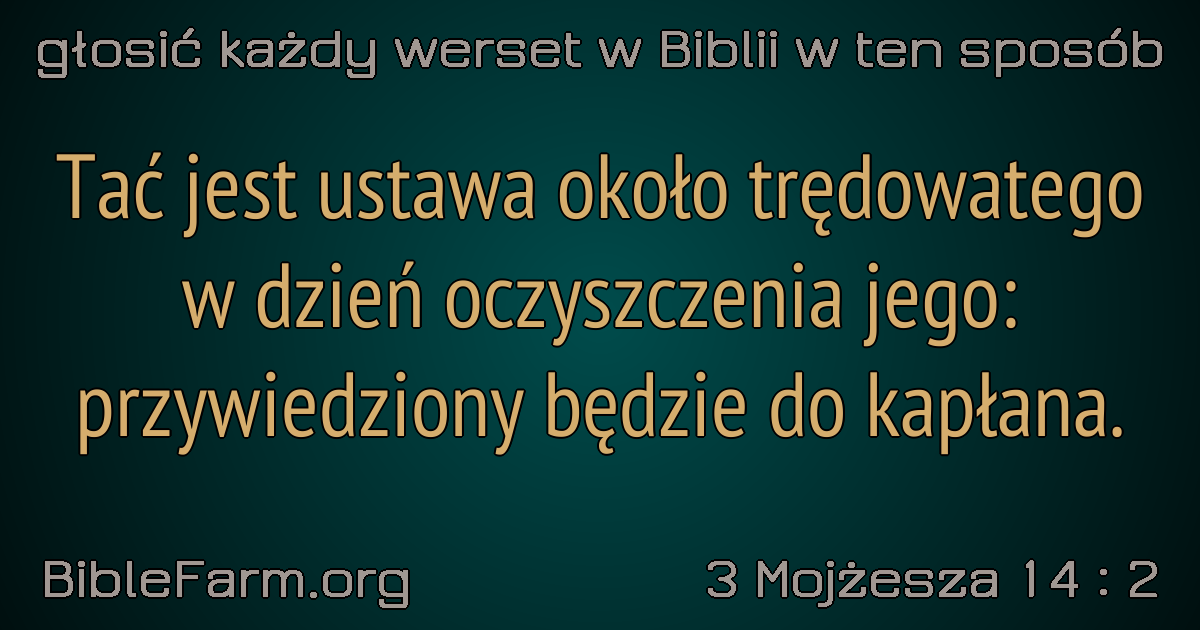 głosić każdy werset w Biblii w ten sposób
Tać jest ustawa około trędowatego
w dzień oczyszczenia jego:
przywiedziony będzie do kapłana.
BibleFarm.org
3 Mojżesza 14 : 2